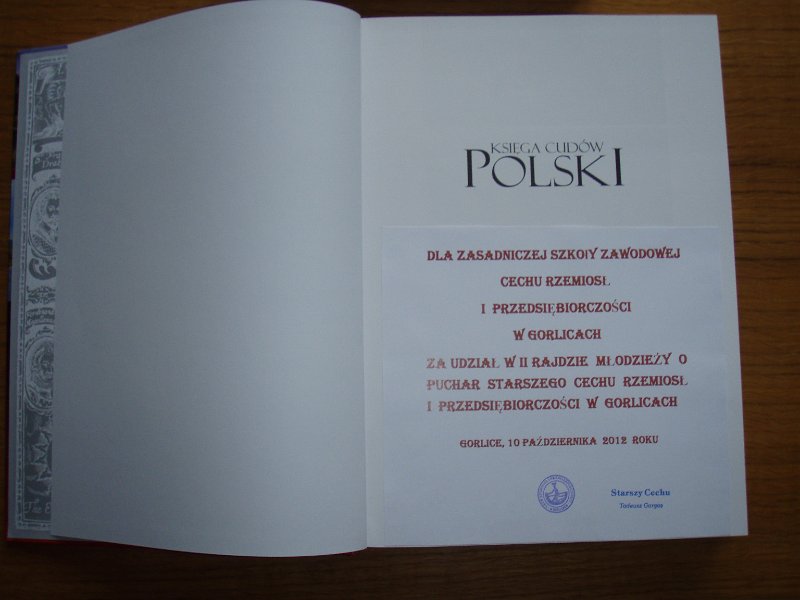 KSIĘGA CUDÓW
POLSKI
DLA ZASADNICZEJ SZKOłY ZAWODOWEJ
CECHU RZEMIOSŁ
I PRZEDSIĘBIORCZOŚCI
W GORLICACH
ZA UDZIAŁ W II RAJDZIE MŁODZIEŻY O
PUCHAR STARSZEGO CECHU RZEMIOSŁ
I PRZEDSIĘBIORCZOŚCI W GORLICACH
GORLICE, 10 PAŹDZIERNIKA 2012 ROKU
Starszy Cechu
Tadeusz